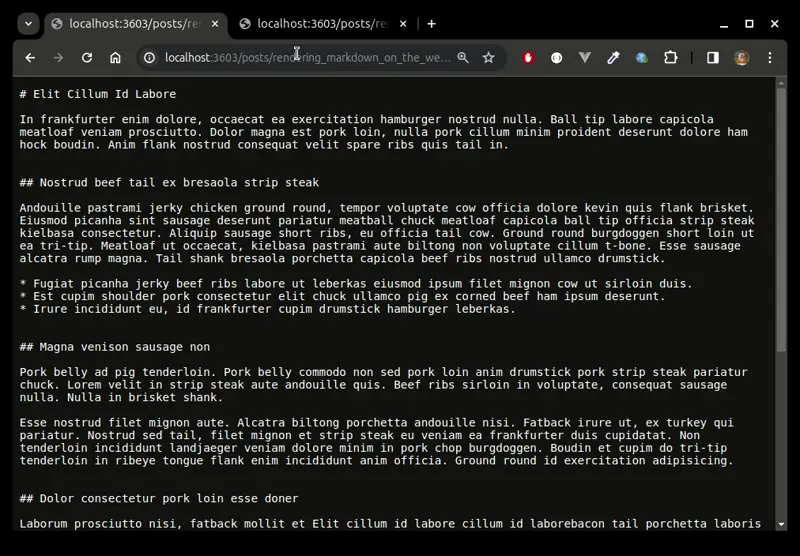 localhost:3603/posts/re
localhost:3603/posts/re
localhost:3603/posts/rendering_markdown_on_the_we...
# Elit Cillum Id Labore
In frankfurter enim dolore, occaecat ea exercitation hamburger nostrud nulla. Ball tip labore capicola
meatloaf veniam prosciutto. Dolor magna est pork loin, nulla pork cillum minim proident deserunt dolore ham
hock boudin. Anim flank nostrud consequat velit spare ribs quis tail in.
## Nostrud beef tail ex bresaola strip steak
Andouille pastrami jerky chicken ground round, tempor voluptate cow officia dolore kevin quis flank brisket.
Eiusmod picanha sint sausage deserunt pariatur meatball chuck meatloaf capicola ball tip officia strip steak
kielbasa consectetur. Aliquip sausage short ribs, eu officia tail cow. Ground round burgdoggen short loin ut
ea tri-tip. Meatloaf ut occaecat, kielbasa pastrami aute biltong non voluptate cillum t-bone. Esse sausage
alcatra rump magna. Tail shank bresaola porchetta capicola beef ribs nostrud ullamco drumstick.
* Fugiat picanha jerky beef ribs labore ut leberkas eiusmod ipsum filet mignon cow ut sirloin duis.
* Est cupim shoulder pork consectetur elit chuck ullamco pig ex corned beef ham ipsum deserunt.
* Irure incididunt eu, id frankfurter cupim drumstick hamburger leberkas.
## Magna venison sausage non
Pork belly ad pig tenderloin. Pork belly commodo non sed pork loin anim drumstick pork strip steak pariatur
chuck. Lorem velit in strip steak aute andouille quis. Beef ribs sirloin in voluptate, consequat sausage
nulla. Nulla in brisket shank.
Esse nostrud filet mignon aute. Alcatra biltong porchetta andouille nisi. Fatback irure ut, ex turkey qui
pariatur. Nostrud sed tail, filet mignon et strip steak eu veniam ea frankfurter duis cupidatat. Non
tenderloin incididunt landjaeger veniam dolore minim in pork chop burgdoggen. Boudin et cupim do tri-tip
tenderloin in ribeye tongue flank enim incididunt anim officia. Ground round id exercitation adipisicing.
## Dolor consectetur pork loin esse doner
Laborum prosciutto nisi, fatback mollit et Elit cillum id labore cillum id laborebacon tail porchetta laboris